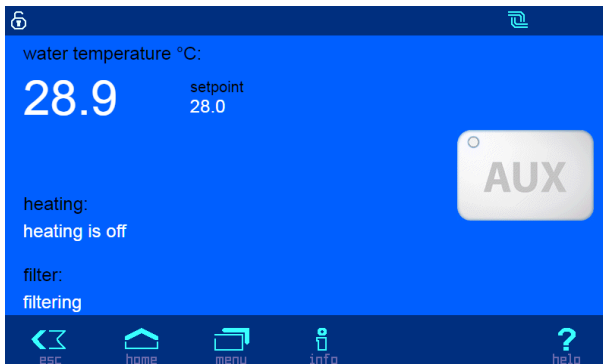 water temperature °C:
28.9
setpoint
28.0
AUX
heating:
heating is off
filter:
filtering
esc
home
menu
info
help